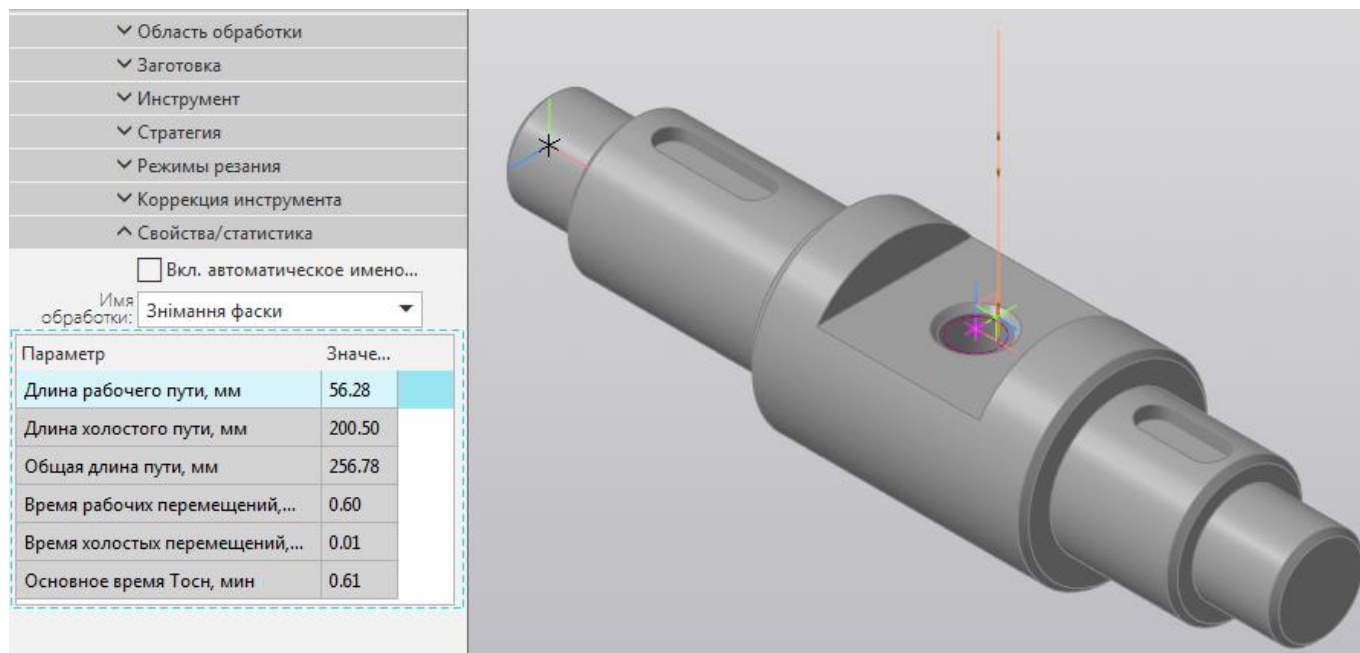 Область обработки
Заготовка
Инструмент
Стратегия
Режимы резания
Коррекция инструмента
Свойства/статистика
Вкл. автоматическое имено...
Имя
обработки: Знімання фаски
Параметр Значе...
Длина рабочего пути, мм 56.28
Длина холостого пути, мм 200.50
Общая длина пути, мм 256.78
Время рабочих перемещений,... 0.60
Время холостых перемещений,... 0.01
Основное время Тосн, мин 0.61